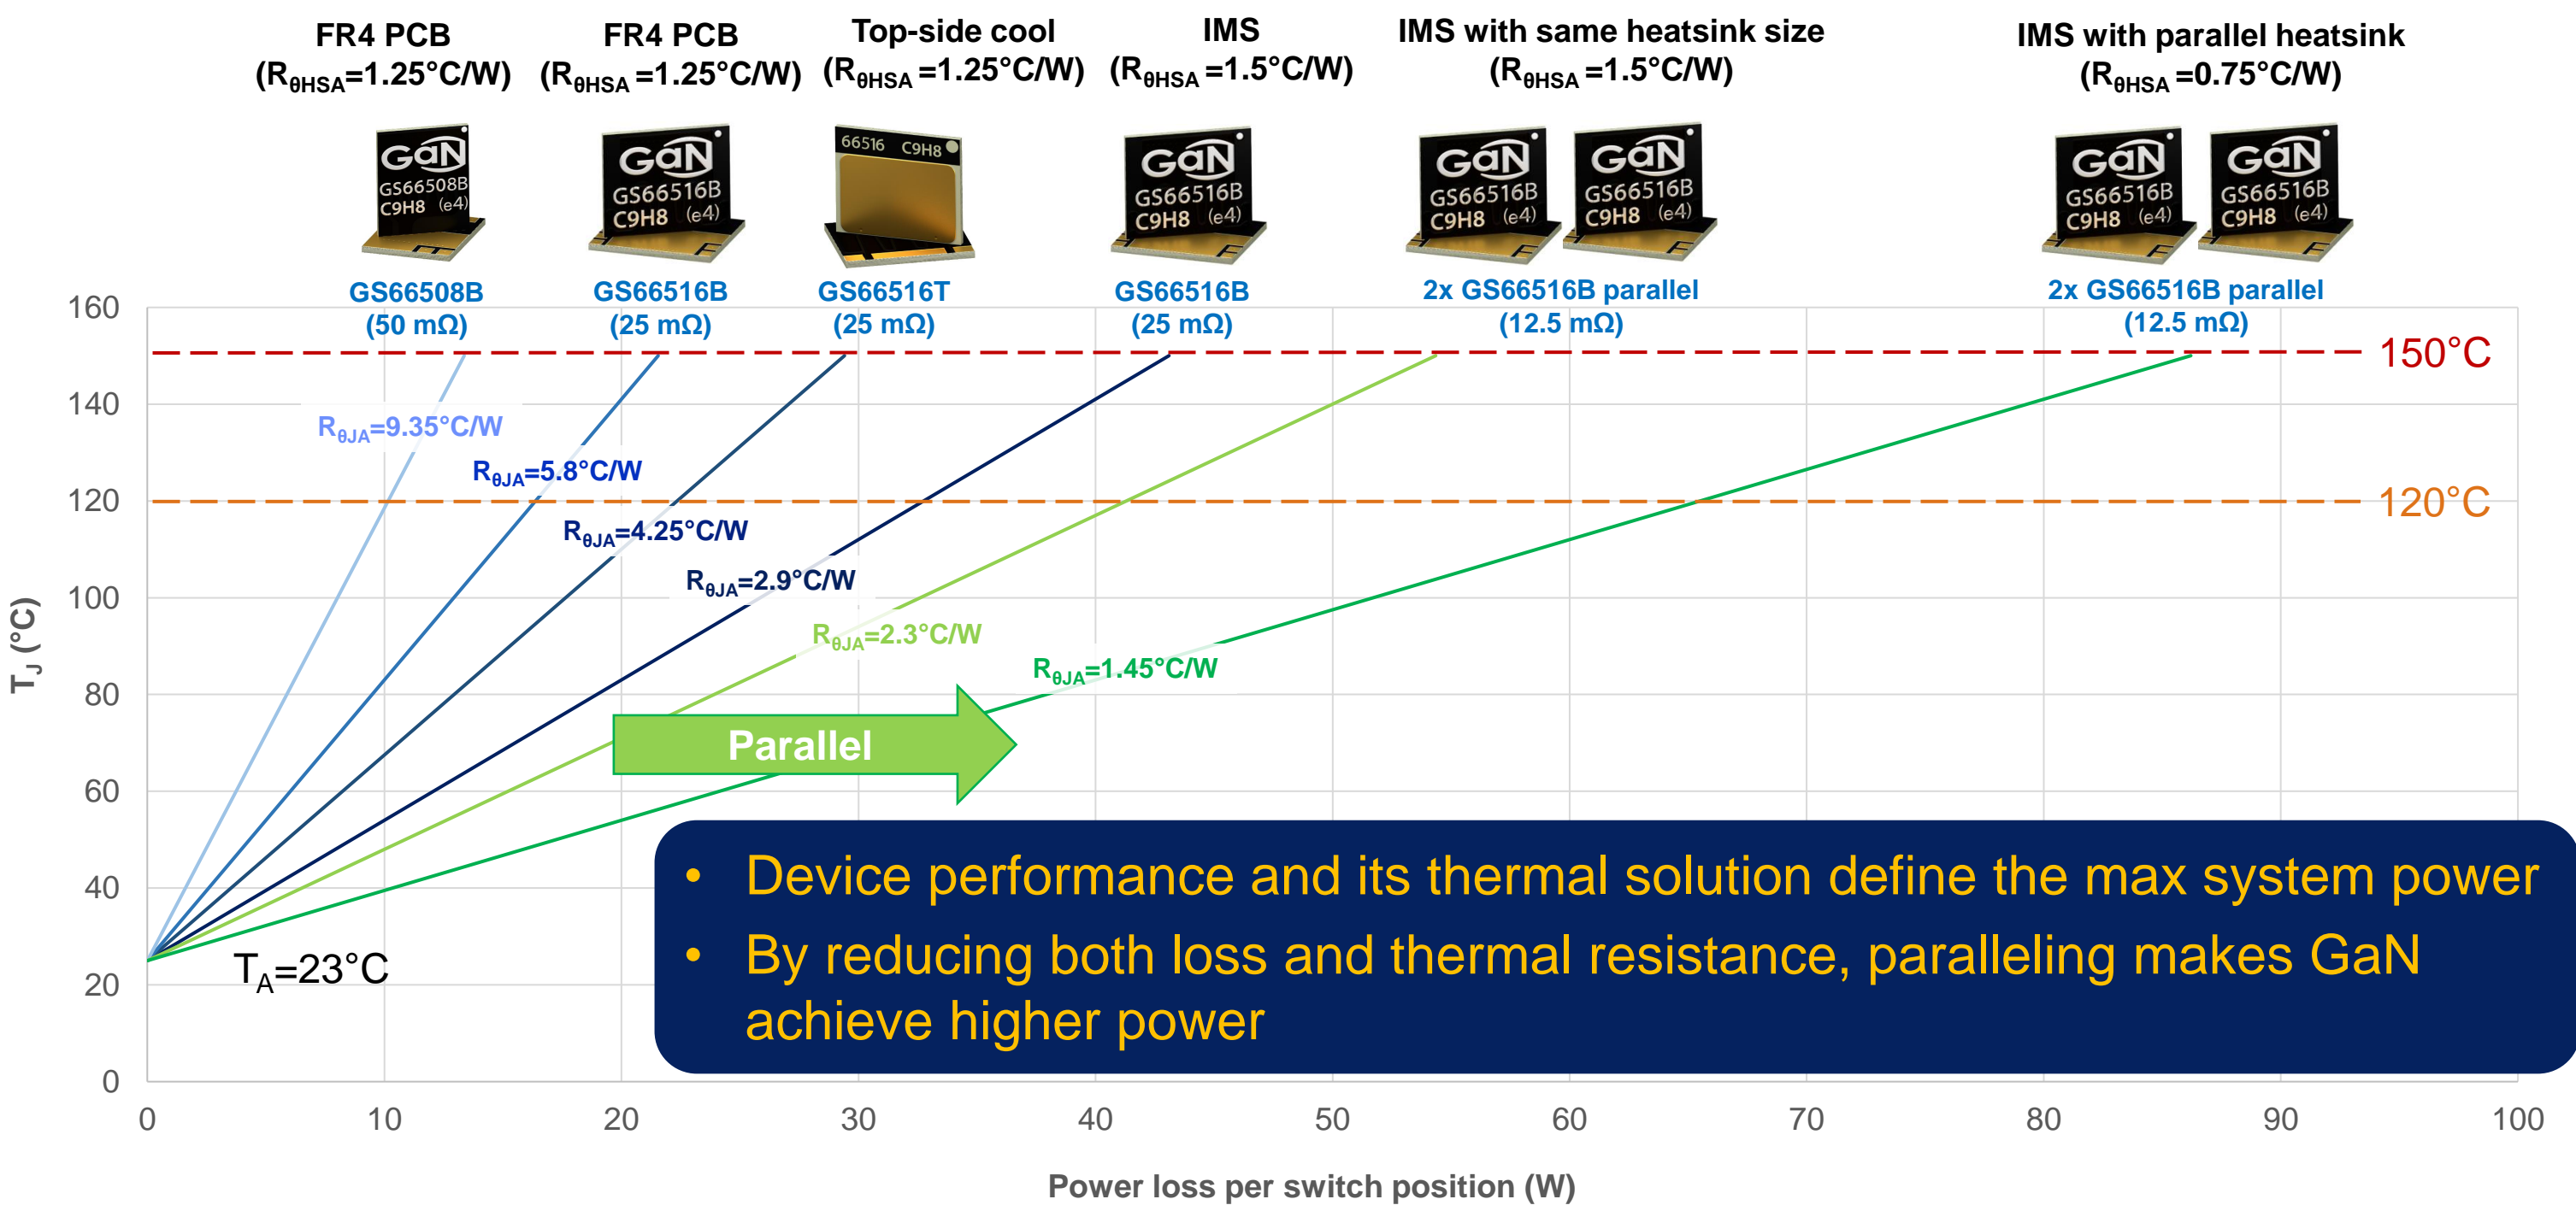 FR4 PCB
(RθHSA=1.25°C/W)
FR4 PCB
(RθHSA =1.25°C/W)
Top-side cool
(RθHSA =1.25°C/W)
IMS
(RθHSA =1.5°C/W)
IMS with same heatsink size
(RθHSA =1.5°C/W)
IMS with parallel heatsink
(RθHSA =0.75°C/W)
GaN
GS66508B
C9H8 (e4)
GaN
GS66516B
C9H8 (e4)
66516 C9H8
GaN
GS66516B
C9H8 (e4)
GaN
GS66516B
C9H8 (e4)
GaN
GS66516B
C9H8 (e4)
GaN
GS66516B
C9H8 (e4)
GaN
GS66516B
C9H8 (e4)
GS66508B
(50 mΩ)
GS66516B
(25 mΩ)
GS66516T
(25 mΩ)
GS66516B
(25 mΩ)
2x GS66516B parallel
(12.5 mΩ)
2x GS66516B parallel
(12.5 mΩ)
160
140
120
100
80
60
40
20
0
TJ (°C)
150°C
120°C
RθJA=9.35°C/W
RθJA=5.8°C/W
RθJA=4.25°C/W
RθJA=2.9°C/W
RθJA=2.3°C/W
RθJA=1.45°C/W
Parallel
TA=23°C
• Device performance and its thermal solution define the max system power
• By reducing both loss and thermal resistance, paralleling makes GaN
achieve higher power
0 10 20 30 40 50 60 70 80 90 100
Power loss per switch position (W)